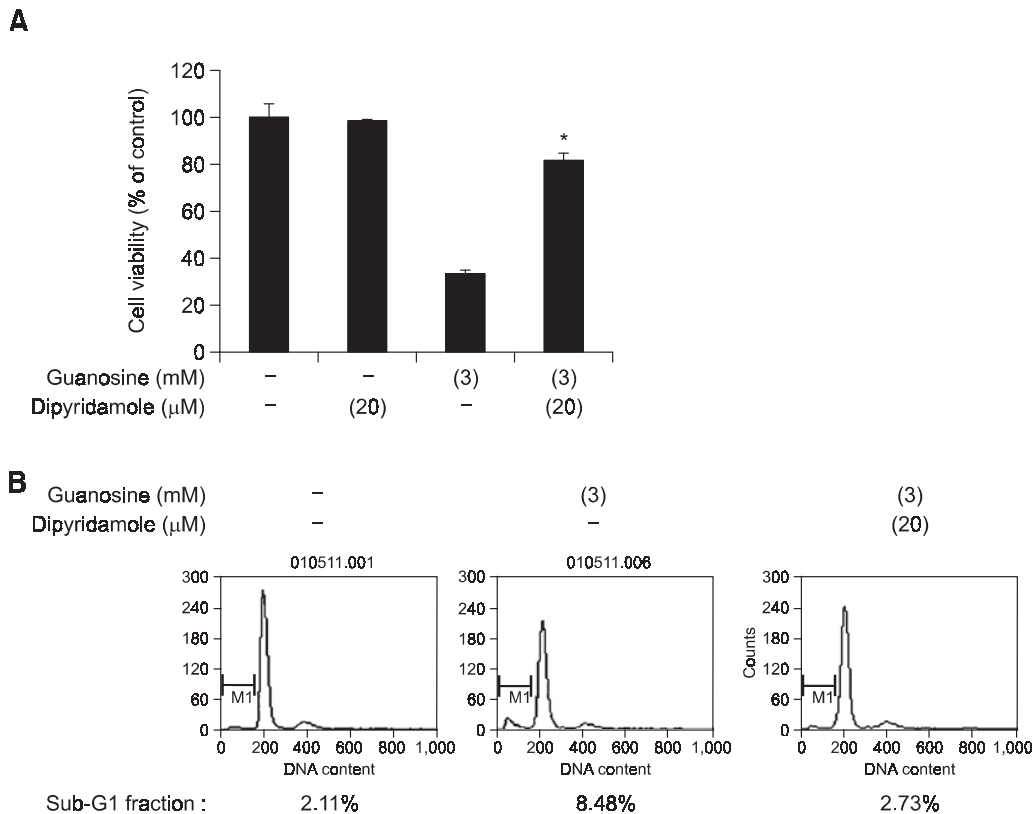 A
Cell viability (% of control)
120
100
80
60
40
20
0
*
Guanosine (mM) – – (3) (3)
Dipyridamole (μM) – (20) – (20)
B
Guanosine (mM) – (3) (3)
Dipyridamole (μM) – – (20)
010511.001
300
240
180
120
60
0
M1
0 200 400 600 800 1,000
DNA content
010511.006
300
240
180
120
60
0
M1
0 200 400 600 800 1,000
DNA content
Counts
300
240
180
120
60
0
M1
0 200 400 600 800 1,000
DNA content
Sub-G1 fraction : 2.11% 8.48% 2.73%